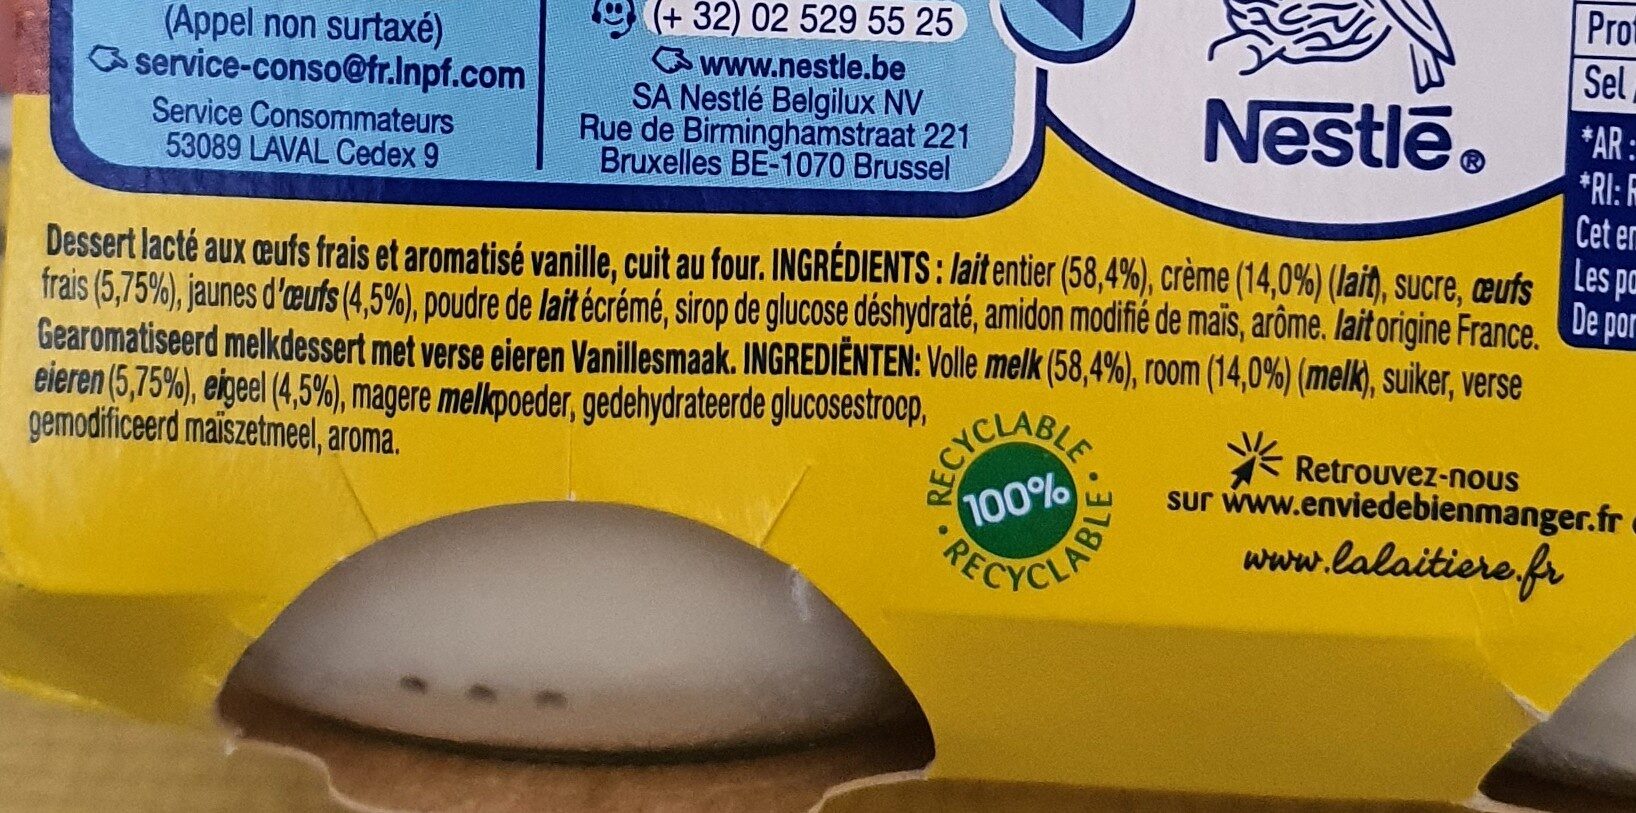 (Appel non surtaxé)
service-conso@fr.lnpf.com
Service Consommateurs
53089 LAVAL Cedex 9
(+ 32) 02 529 55 25
www.nestle.be
SA Nestlé Belgilux NV
Rue de Birminghamstraat 221
Bruxelles BE-1070 Brussel
Nestlé®
Sel
*AR :
*RI:
Les
De
Dessert lacté aux œufs frais et aromatisé vanille, cuit au four. INGRÉDIENTS : lait entier (58,4%), crème (14,0%) (lait), sucre, œufs
frais (5,75%), jaunes d'œufs (4,5%), poudre de lait écrémé, sirop de glucose déshydraté, amidon modifié de maïs, arôme. lait origine France.
Gearomatiseerd melkdessert met verse eieren Vanillesmaak. INGREDIËNTEN: Volle melk (58,4%), room (14,0%) (melk), suiker, verse
eieren (5,75%), eigeel (4,5%), magere melkpoeder, gedehydrateerde glucosestroop,
gemodificeerd maïszetmeel, aroma.
RECYCLABLE • RECYCLABLE •
100%
Retrouvez-nous
sur www.enviedebienmanger.fr
www.lalaitiere.fr